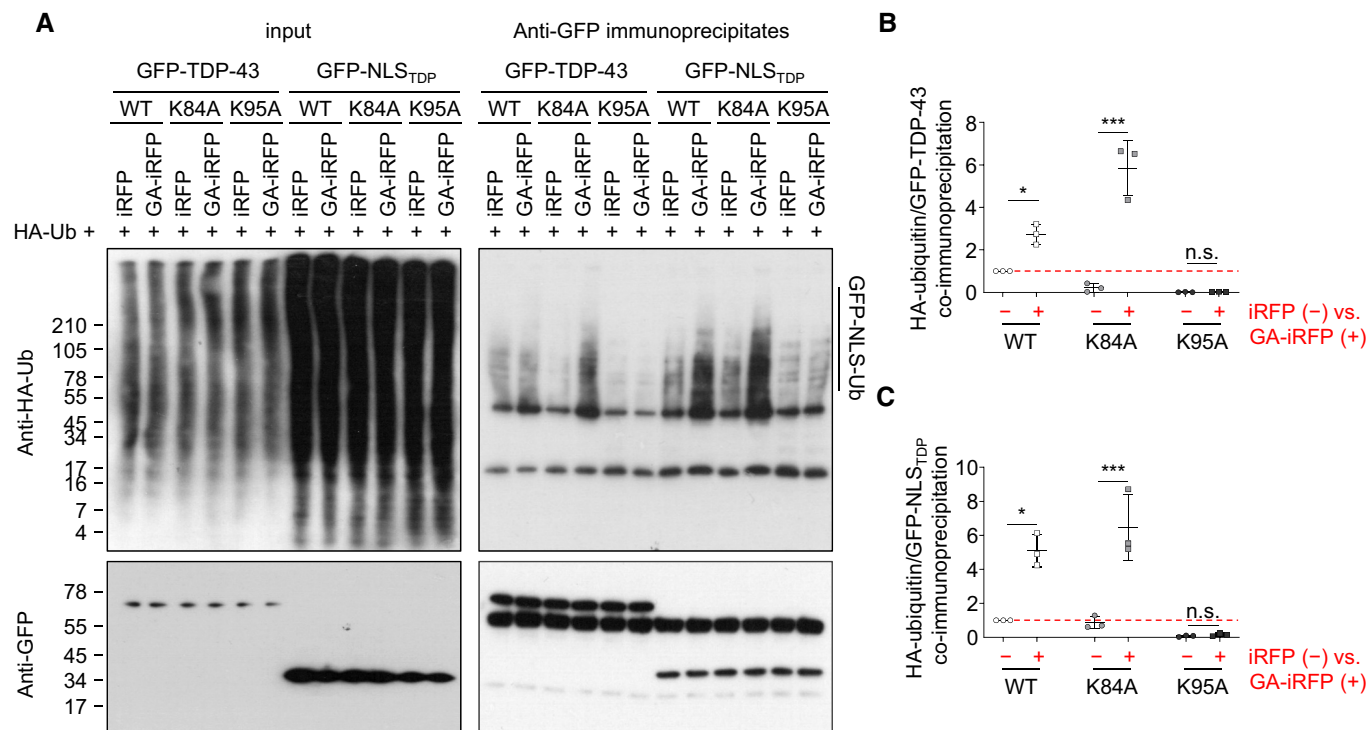 A
input
Anti-GFP immunoprecipitates
GFP-TDP-43 GFP-NLSTDP GFP-TDP-43 GFP-NLSTDP
WT K84A K95A WT K84A K95A WT K84A K95A WT K84A K95A
iRFP GA-iRFP iRFP GA-iRFP iRFP GA-iRFP iRFP GA-iRFP iRFP GA-iRFP iRFP GA-iRFP iRFP GA-iRFP iRFP GA-iRFP iRFP GA-iRFP iRFP GA-iRFP iRFP GA-iRFP iRFP GA-iRFP
HA-Ub + + + + + + + + + + + + + + + + + + + + + + + + +
Anti-HA-Ub
210
105
78
55
45
34
17
16
7
4
GFP-NLS-Ub
Anti-GFP
78
55
45
34
17
B
HA-ubiquitin/GFP-TDP-43
co-immunoprecipitation
8
6
4
2
0
*
***
n.s.
− + − + − +
WT K84A K95A
iRFP (−) vs.
GA-iRFP (+)
C
HA-ubiquitin/GFP-NLSTDP
co-immunoprecipitation
10
8
6
4
2
0
*
***
n.s.
− + − + − +
WT K84A K95A
iRFP (−) vs.
GA-iRFP (+)